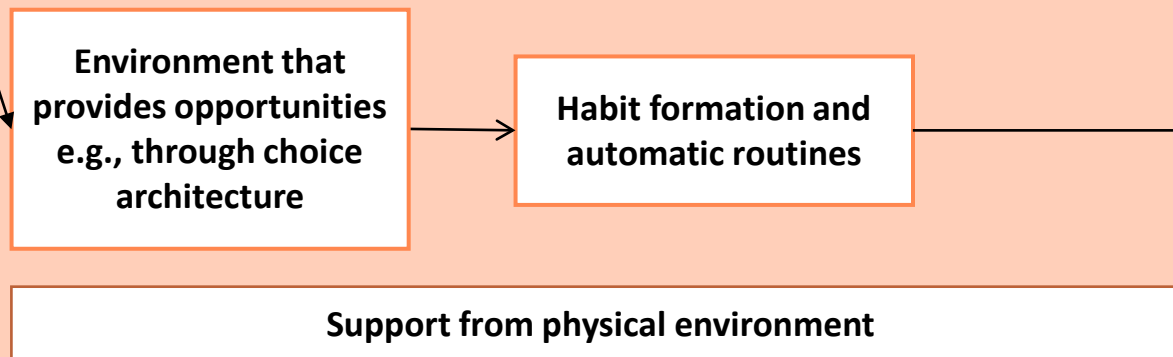 Environment that
provides opportunities
e.g., through choice
architecture
Habit formation and
automatic routines
Support from physical environment